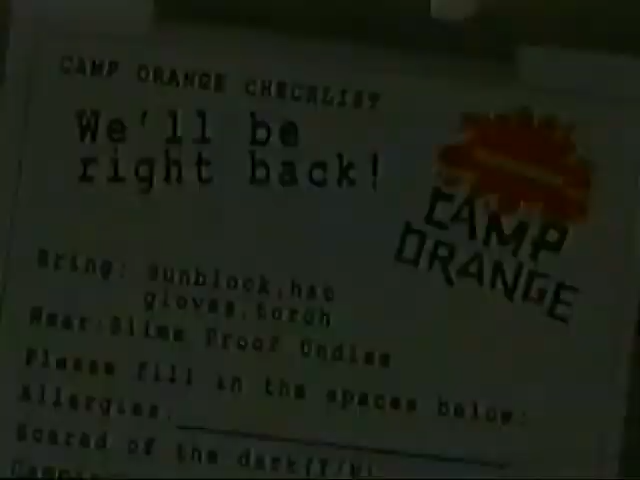 CAMP ORANGE CHECKLIST
We'll be
right back!
CAMP
ORANGE
Bring: sunblock, hat
gloves, torch
Wear: Slime Proof Undies
Please fill in the spaces below:
Allergies:
Scared of the dark (Y/N)